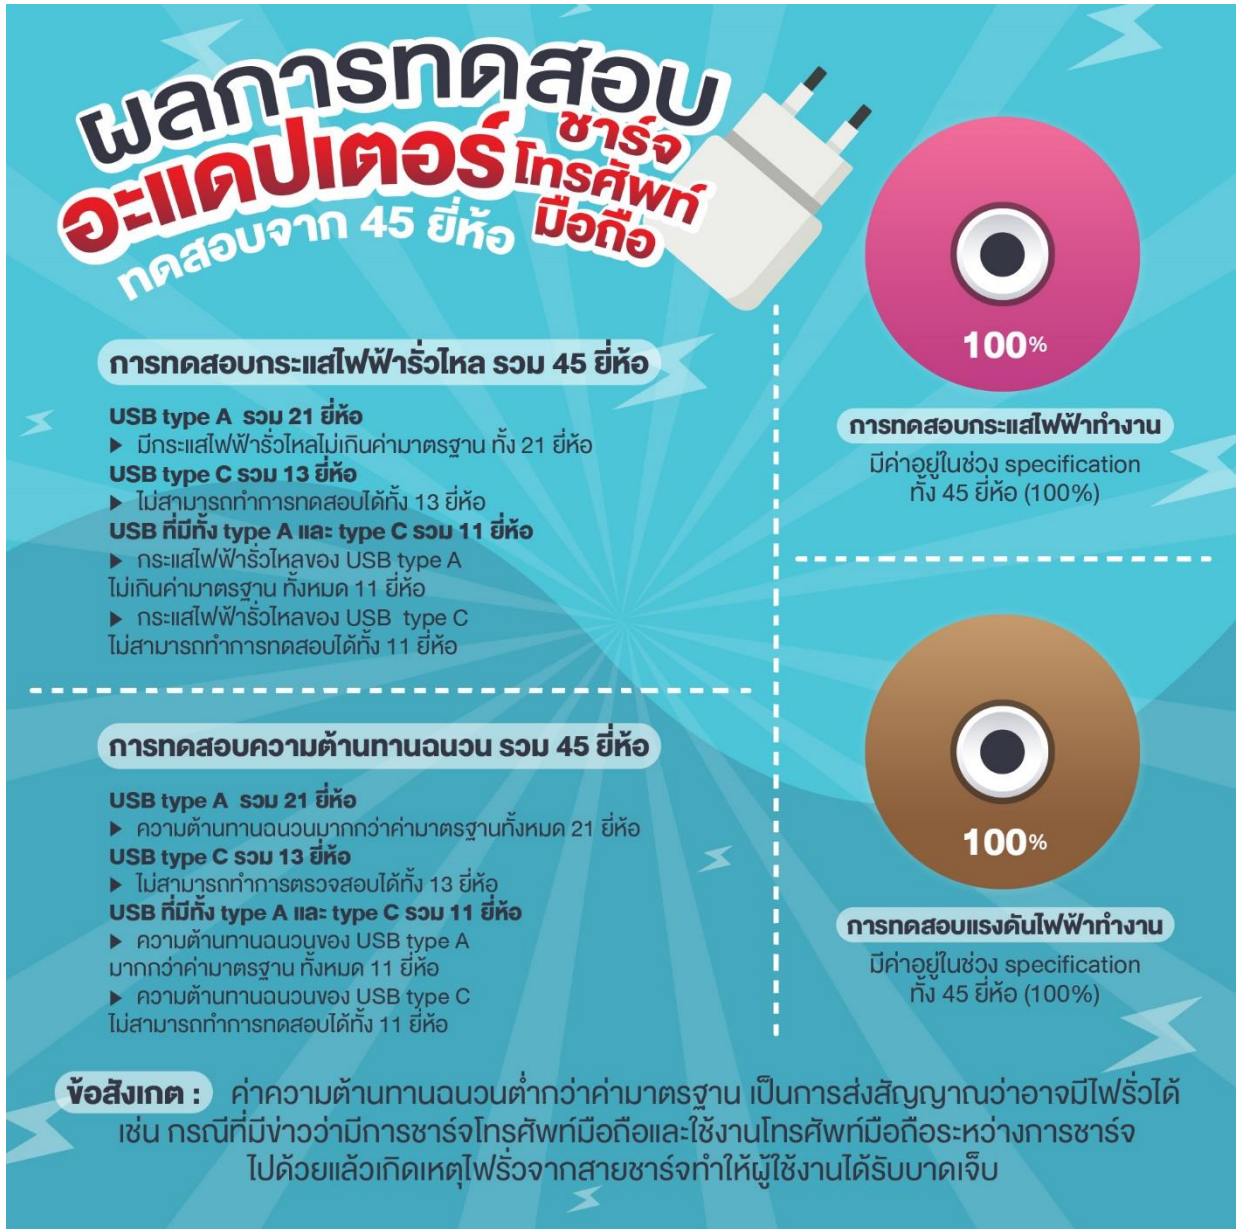 ผลการทดสอบ
อะแดปเตอร์ ชาร์จ
โทรศัพท์
มือถือ
ทดสอบจาก 45 ยี่ห้อ
การทดสอบกระแสไฟฟ้ารั่วไหล รวม 45 ยี่ห้อ
USB type A รวม 21 ยี่ห้อ
▶ มีกระแสไฟฟ้ารั่วไหลไม่เกินค่ามาตรฐาน ทั้ง 21 ยี่ห้อ
USB type C รวม 13 ยี่ห้อ
▶ ไม่สามารถทำการทดสอบได้ทั้ง 13 ยี่ห้อ
USB ที่มีทั้ง type A และ type C รวม 11 ยี่ห้อ
▶ กระแสไฟฟ้ารั่วไหลของ USB type A
ไม่เกินค่ามาตรฐาน ทั้งหมด 11 ยี่ห้อ
▶ กระแสไฟฟ้ารั่วไหลของ USB type C
ไม่สามารถทำการทดสอบได้ทั้ง 11 ยี่ห้อ
การทดสอบความต้านทานฉนวน รวม 45 ยี่ห้อ
USB type A รวม 21 ยี่ห้อ
▶ ความต้านทานฉนวนมากกว่าค่ามาตรฐานทั้งหมด 21 ยี่ห้อ
USB type C รวม 13 ยี่ห้อ
▶ ไม่สามารถทำการตรวจสอบได้ทั้ง 13 ยี่ห้อ
USB ที่มีทั้ง type A และ type C รวม 11 ยี่ห้อ
▶ ความต้านทานฉนวนของ USB type A
มากกว่าค่ามาตรฐาน ทั้งหมด 11 ยี่ห้อ
▶ ความต้านทานฉนวนของ USB type C
ไม่สามารถทำการทดสอบได้ทั้ง 11 ยี่ห้อ
100%
การทดสอบกระแสไฟฟ้าทำงาน
มีค่าอยู่ในช่วง specification
ทั้ง 45 ยี่ห้อ (100%)
100%
การทดสอบแรงดันไฟฟ้าทำงาน
มีค่าอยู่ในช่วง specification
ทั้ง 45 ยี่ห้อ (100%)
ข้อสังเกต : ค่าความต้านทานฉนวนต่ำกว่าค่ามาตรฐาน เป็นการส่งสัญญาณว่าอาจมีไฟรั่วได้
เช่น กรณีที่มีข่าวว่ามีการชาร์จโทรศัพท์มือถือและใช้งานโทรศัพท์มือถือระหว่างการชาร์จ
ไปด้วยแล้วเกิดเหตุไฟรั่วจากสายชาร์จทำให้ผู้ใช้งานได้รับบาดเจ็บ